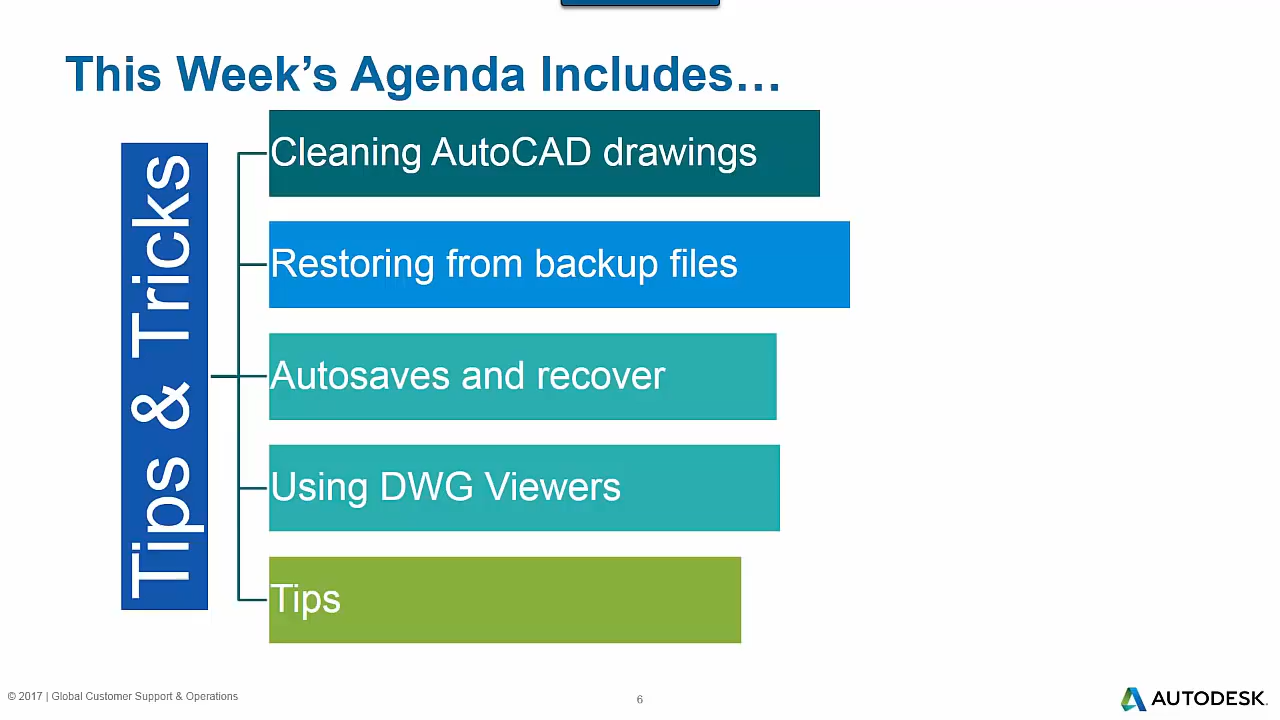 This Week's Agenda Includes…
Tips & Tricks
Cleaning AutoCAD drawings
Restoring from backup files
Autosaves and recover
Using DWG Viewers
Tips
© 2017 | Global Customer Support & Operations
6
AUTODESK.